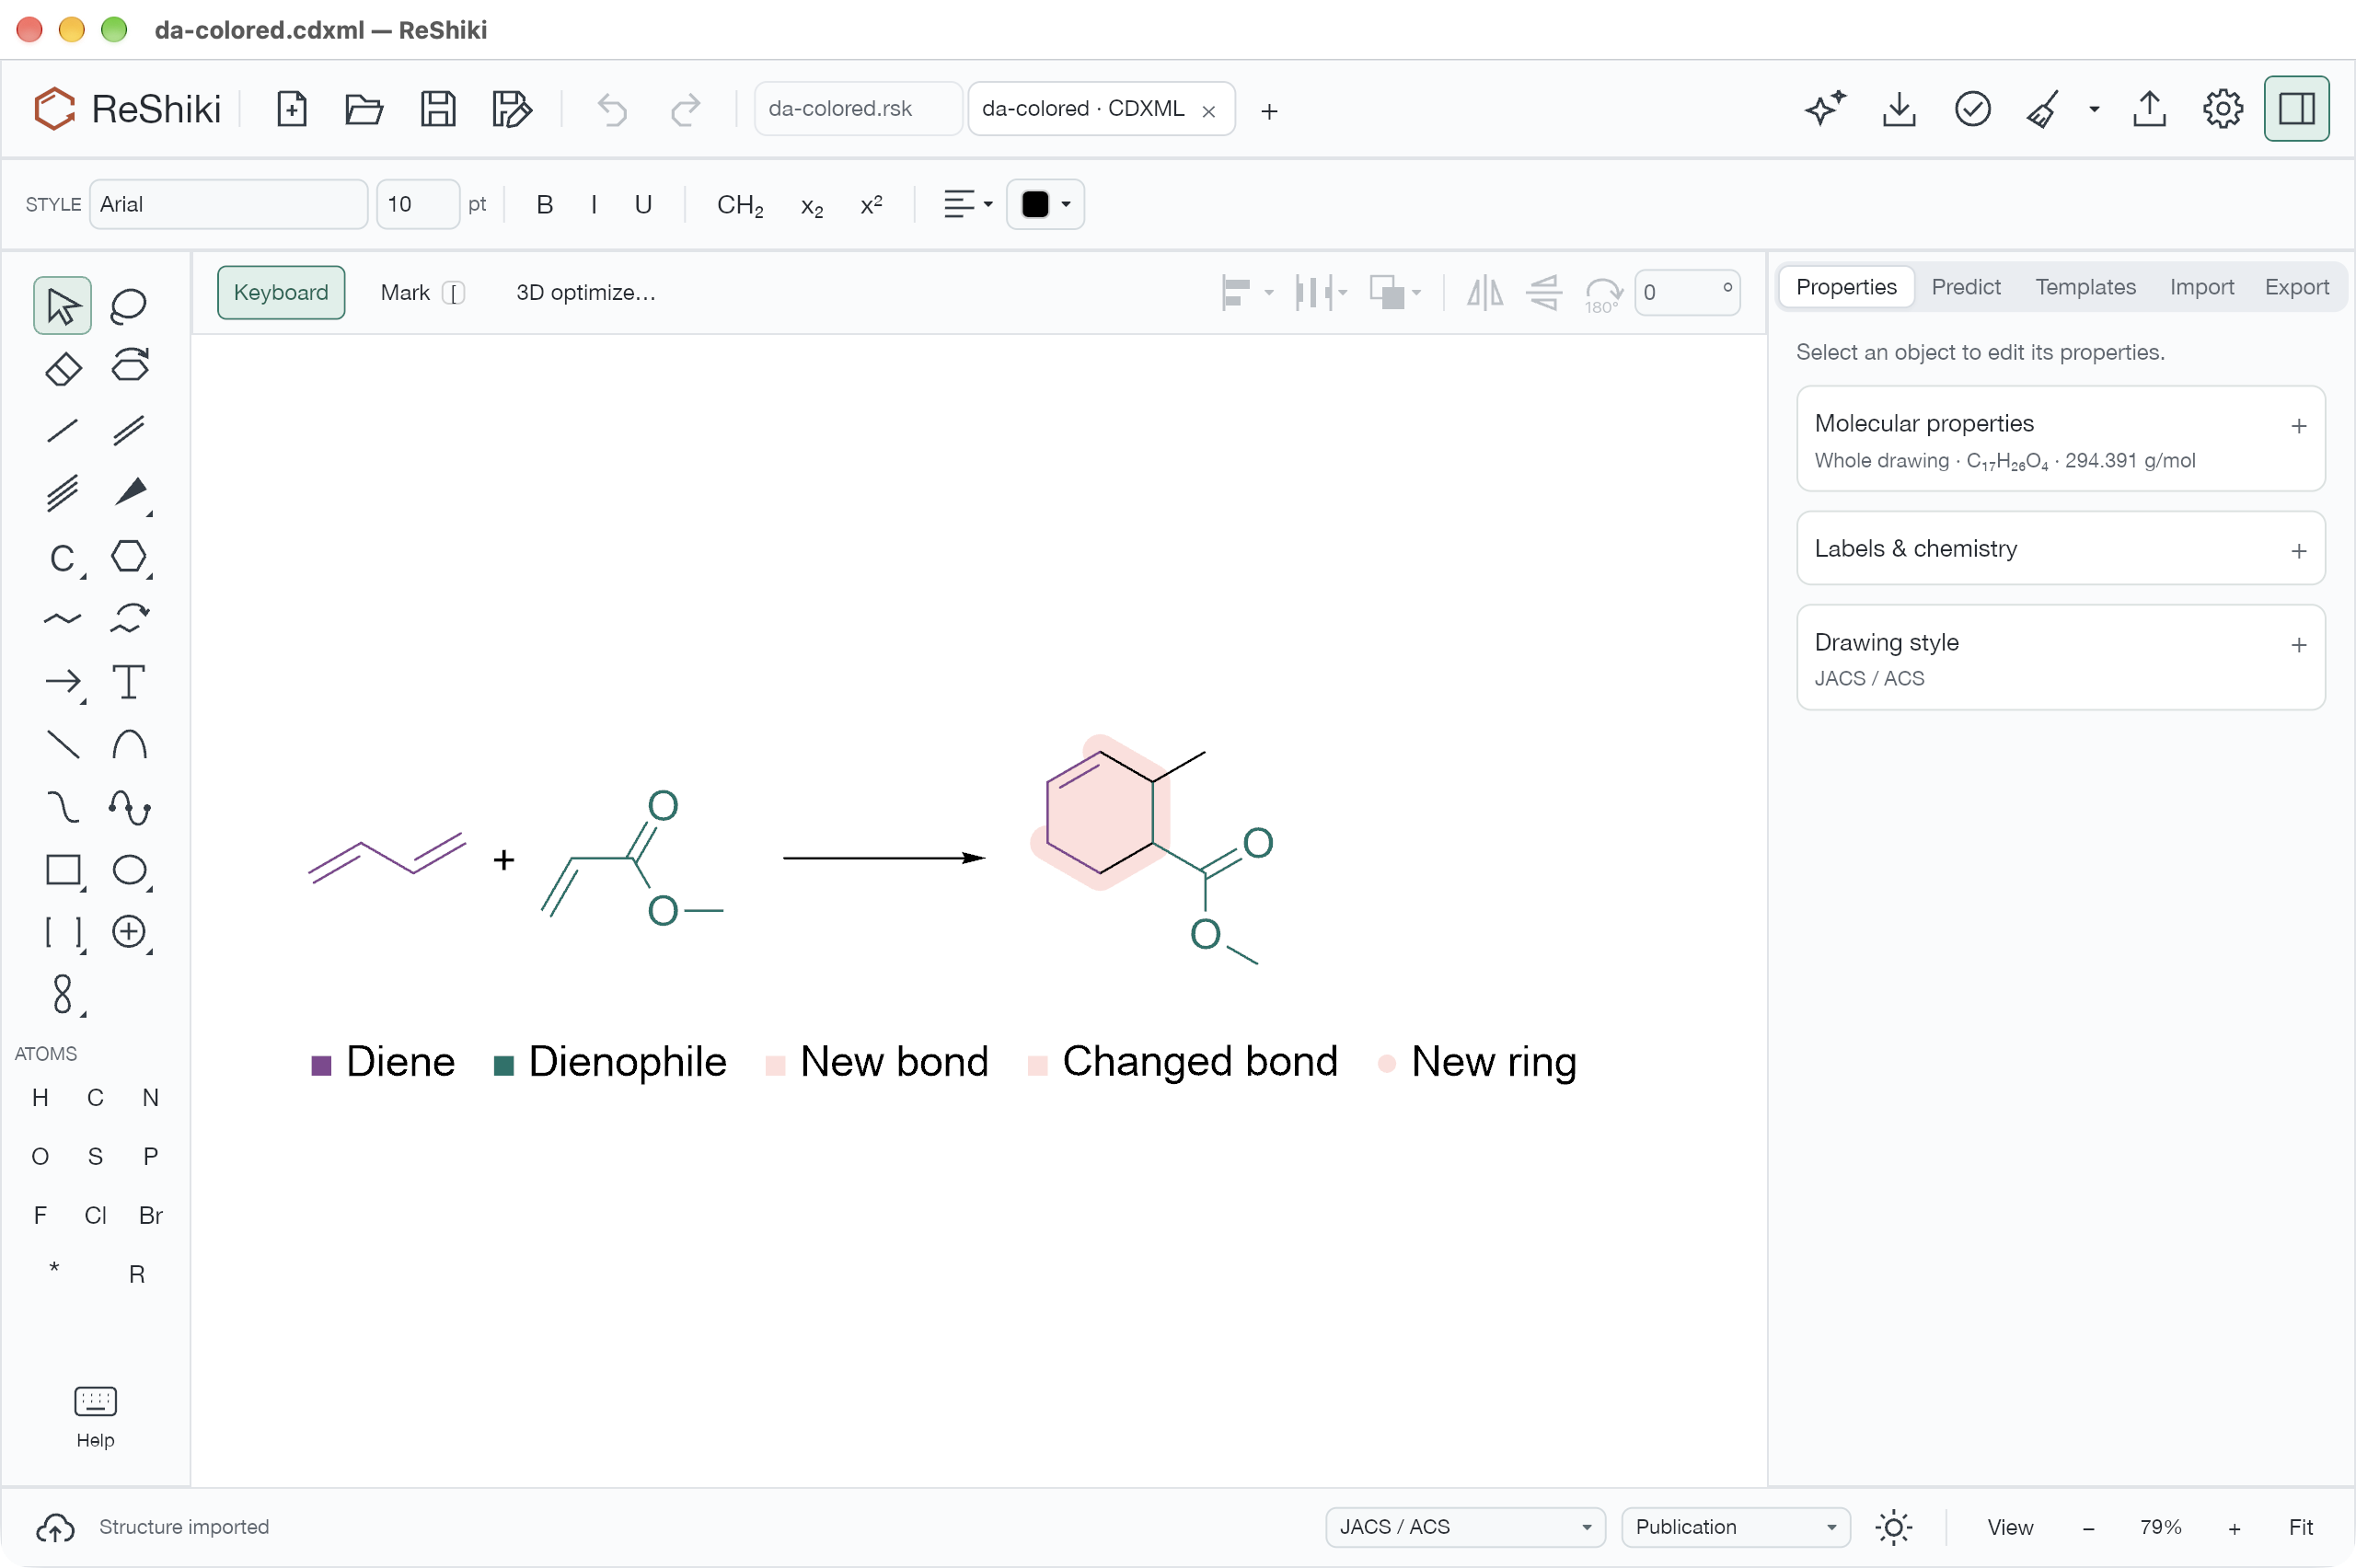 da-colored.cdxml — ReShiki
ReShiki
da-colored.rsk
da-colored · CDXML ×
+
STYLE
Arial
10
pt
B
I
U
CH₂
x₂
x²
Keyboard
Mark [
3D optimize...
180°
0 °
Properties
Predict
Templates
Import
Export
Select an object to edit its properties.
Molecular properties +
Whole drawing · C₁₇H₂₆O₄ · 294.391 g/mol
Labels & chemistry +
Drawing style +
JACS / ACS
C
T
[ ]
ATOMS
H C N
O S P
F Cl Br
* R
Help
+
O
O
O
O
Diene
Dienophile
New bond
Changed bond
New ring
Structure imported
JACS / ACS
Publication
View
–
79%
+
Fit